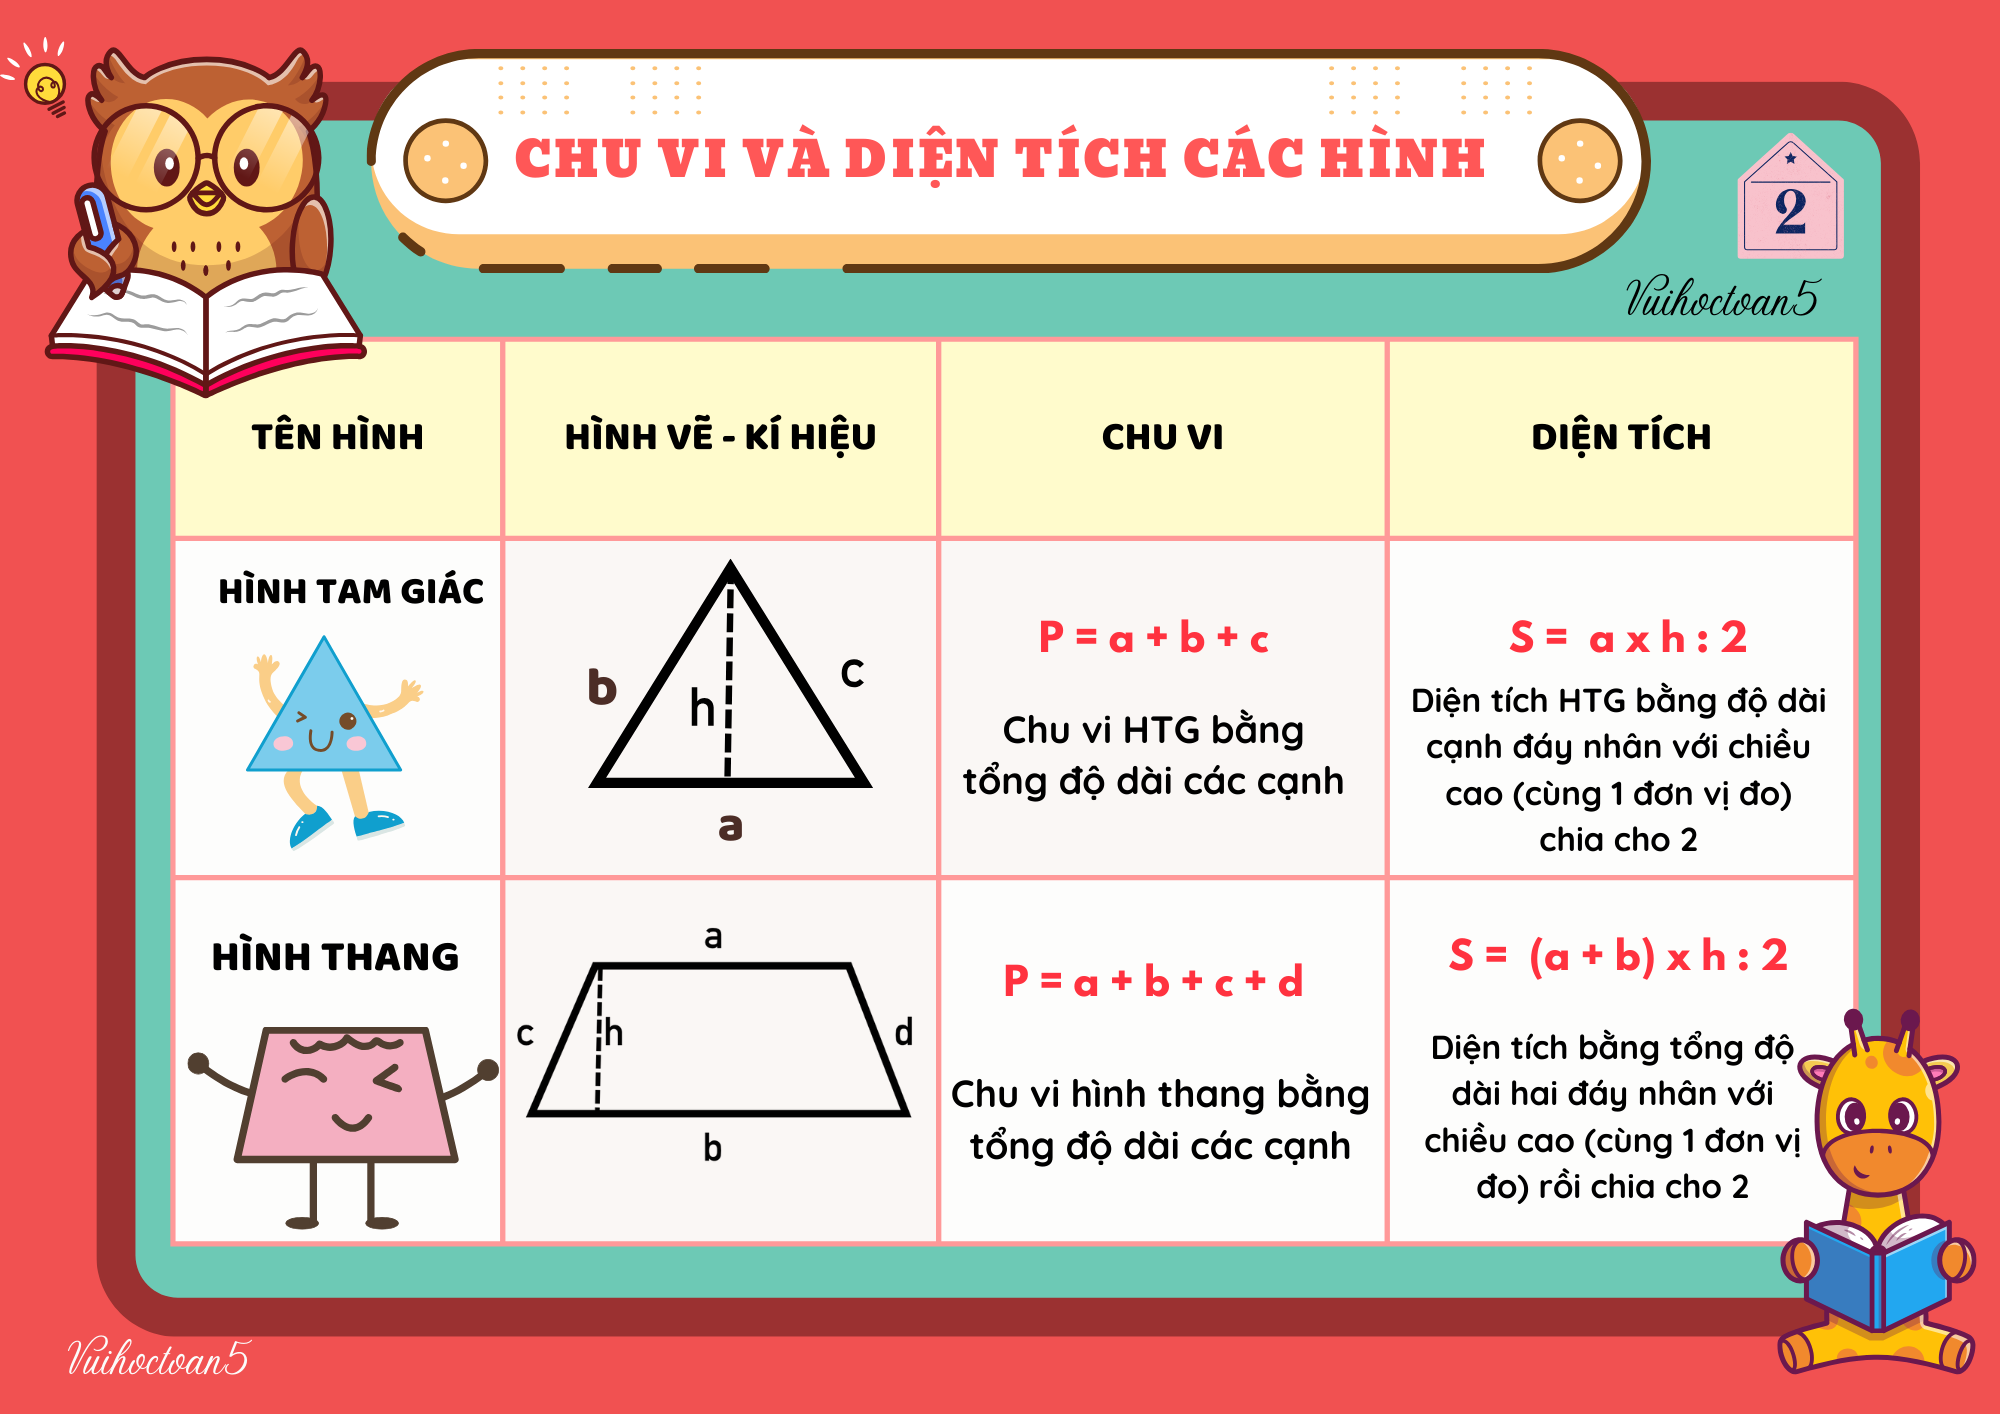 CHU VI VÀ DIỆN TÍCH CÁC HÌNH
2
Vuihoctoan5
TÊN HÌNH
HÌNH VẼ - KÍ HIỆU
CHU VI
DIỆN TÍCH
HÌNH TAM GIÁC
b
h
c
a
P = a + b + c
Chu vi HTG bằng
tổng độ dài các cạnh
S = a x h : 2
Diện tích HTG bằng độ dài
cạnh đáy nhân với chiều
cao (cùng 1 đơn vị đo)
chia cho 2
HÌNH THANG
a
c
h
d
b
P = a + b + c + d
Chu vi hình thang bằng
tổng độ dài các cạnh
S = (a + b) x h : 2
Diện tích bằng tổng độ
dài hai đáy nhân với
chiều cao (cùng 1 đơn vị
đo) rồi chia cho 2
Vuihoctoan5